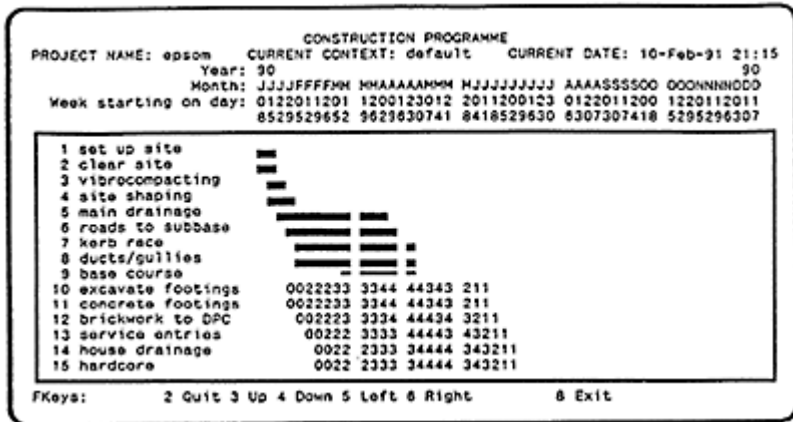 CONSTRUCTION PROGRAMME
PROJECT NAME: epsom CURRENT CONTEXT: default CURRENT DATE: 10-Feb-91 21:15
Year: 90 90
Month: JJJJFFFFMM MMAAAAAMMM MJJJJJJJJJ AAAASSSSOO OOONNNNDDD
Week starting on day: 0122011201 1200123012 2011200123 0122011200 1220112011
8529529652 9629630741 8418529630 6307307418 5295296307
1 set up site
2 clear site
3 vibrocompacting
4 site shaping
5 main drainage
6 roads to subbase
7 kerb race
8 ducts/gullies
9 base course
10 excavate footings 0022233 3344 44343 211
11 concrete footings 0022233 3344 44343 211
12 brickwork to DPC 002223 3334 44434 3211
13 service entries 00222 3333 44443 43211
14 house drainage 0022 2333 34444 343211
15 hardcore 0022 2333 34444 343211
FKeys: 2 Quit 3 Up 4 Down 5 Left 6 Right 8 Exit